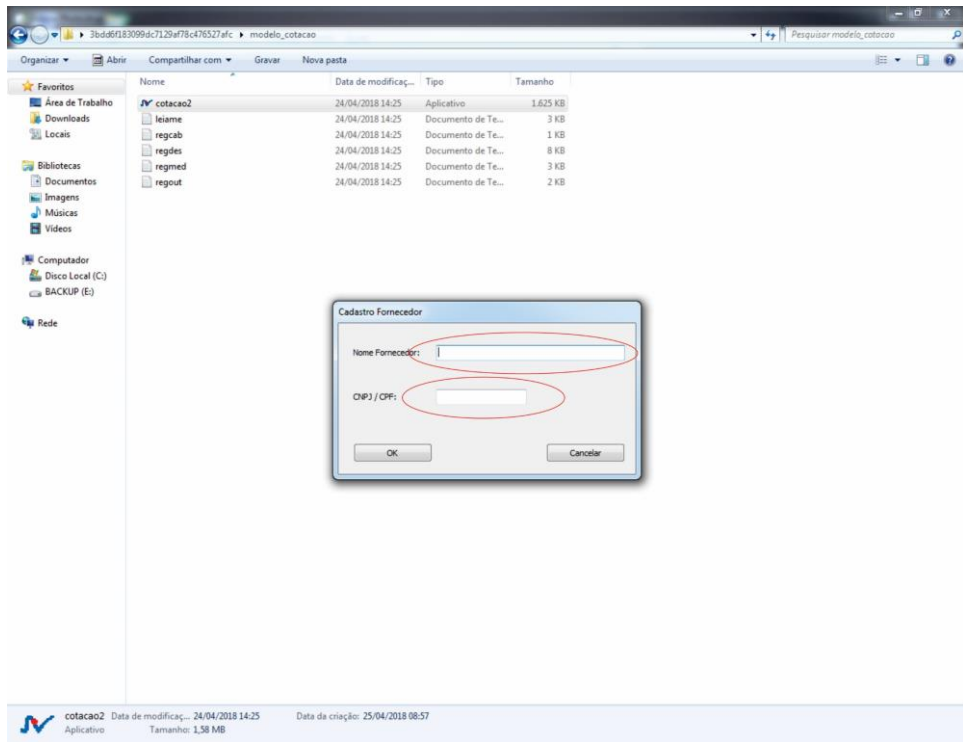 3bdd6f183099dc7129af78c476527afc modelo_cotacao
Pesquisar modelo_cotacao
Organizar Abrir Compartilhar com Gravar Nova pasta
Favoritos
Área de Trabalho
Downloads
Locais
Bibliotecas
Documentos
Imagens
Músicas
Vídeos
Computador
Disco Local (C:)
BACKUP (E:)
Rede
Nome Data de modificaç... Tipo Tamanho
cotacao2 24/04/2018 14:25 Aplicativo 1.625 KB
leiame 24/04/2018 14:25 Documento de Te... 3 KB
regcab 24/04/2018 14:25 Documento de Te... 1 KB
regdes 24/04/2018 14:25 Documento de Te... 8 KB
regmed 24/04/2018 14:25 Documento de Te... 3 KB
regout 24/04/2018 14:25 Documento de Te... 2 KB
Cadastro Fornecedor
Nome Fornecedor:
CNPJ / CPF:
OK Cancelar
cotacao2 Data de modificaç... 24/04/2018 14:25 Data da criação: 25/04/2018 08:57
Aplicativo Tamanho: 1,58 MB